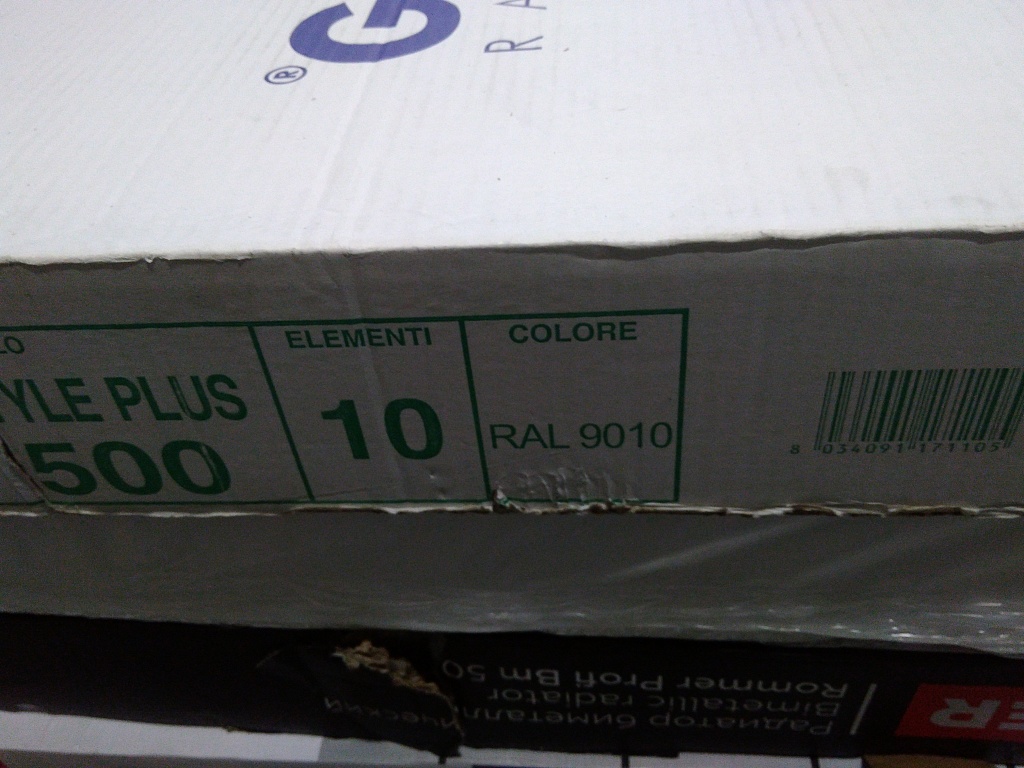 G®
R A
LO
YLE PLUS
500
ELEMENTI
10
COLORE
RAL 9010
8 034091 171105
ER
Радиатор биметаллический
Bimetallic radiator
Rommer Profi Bm 50